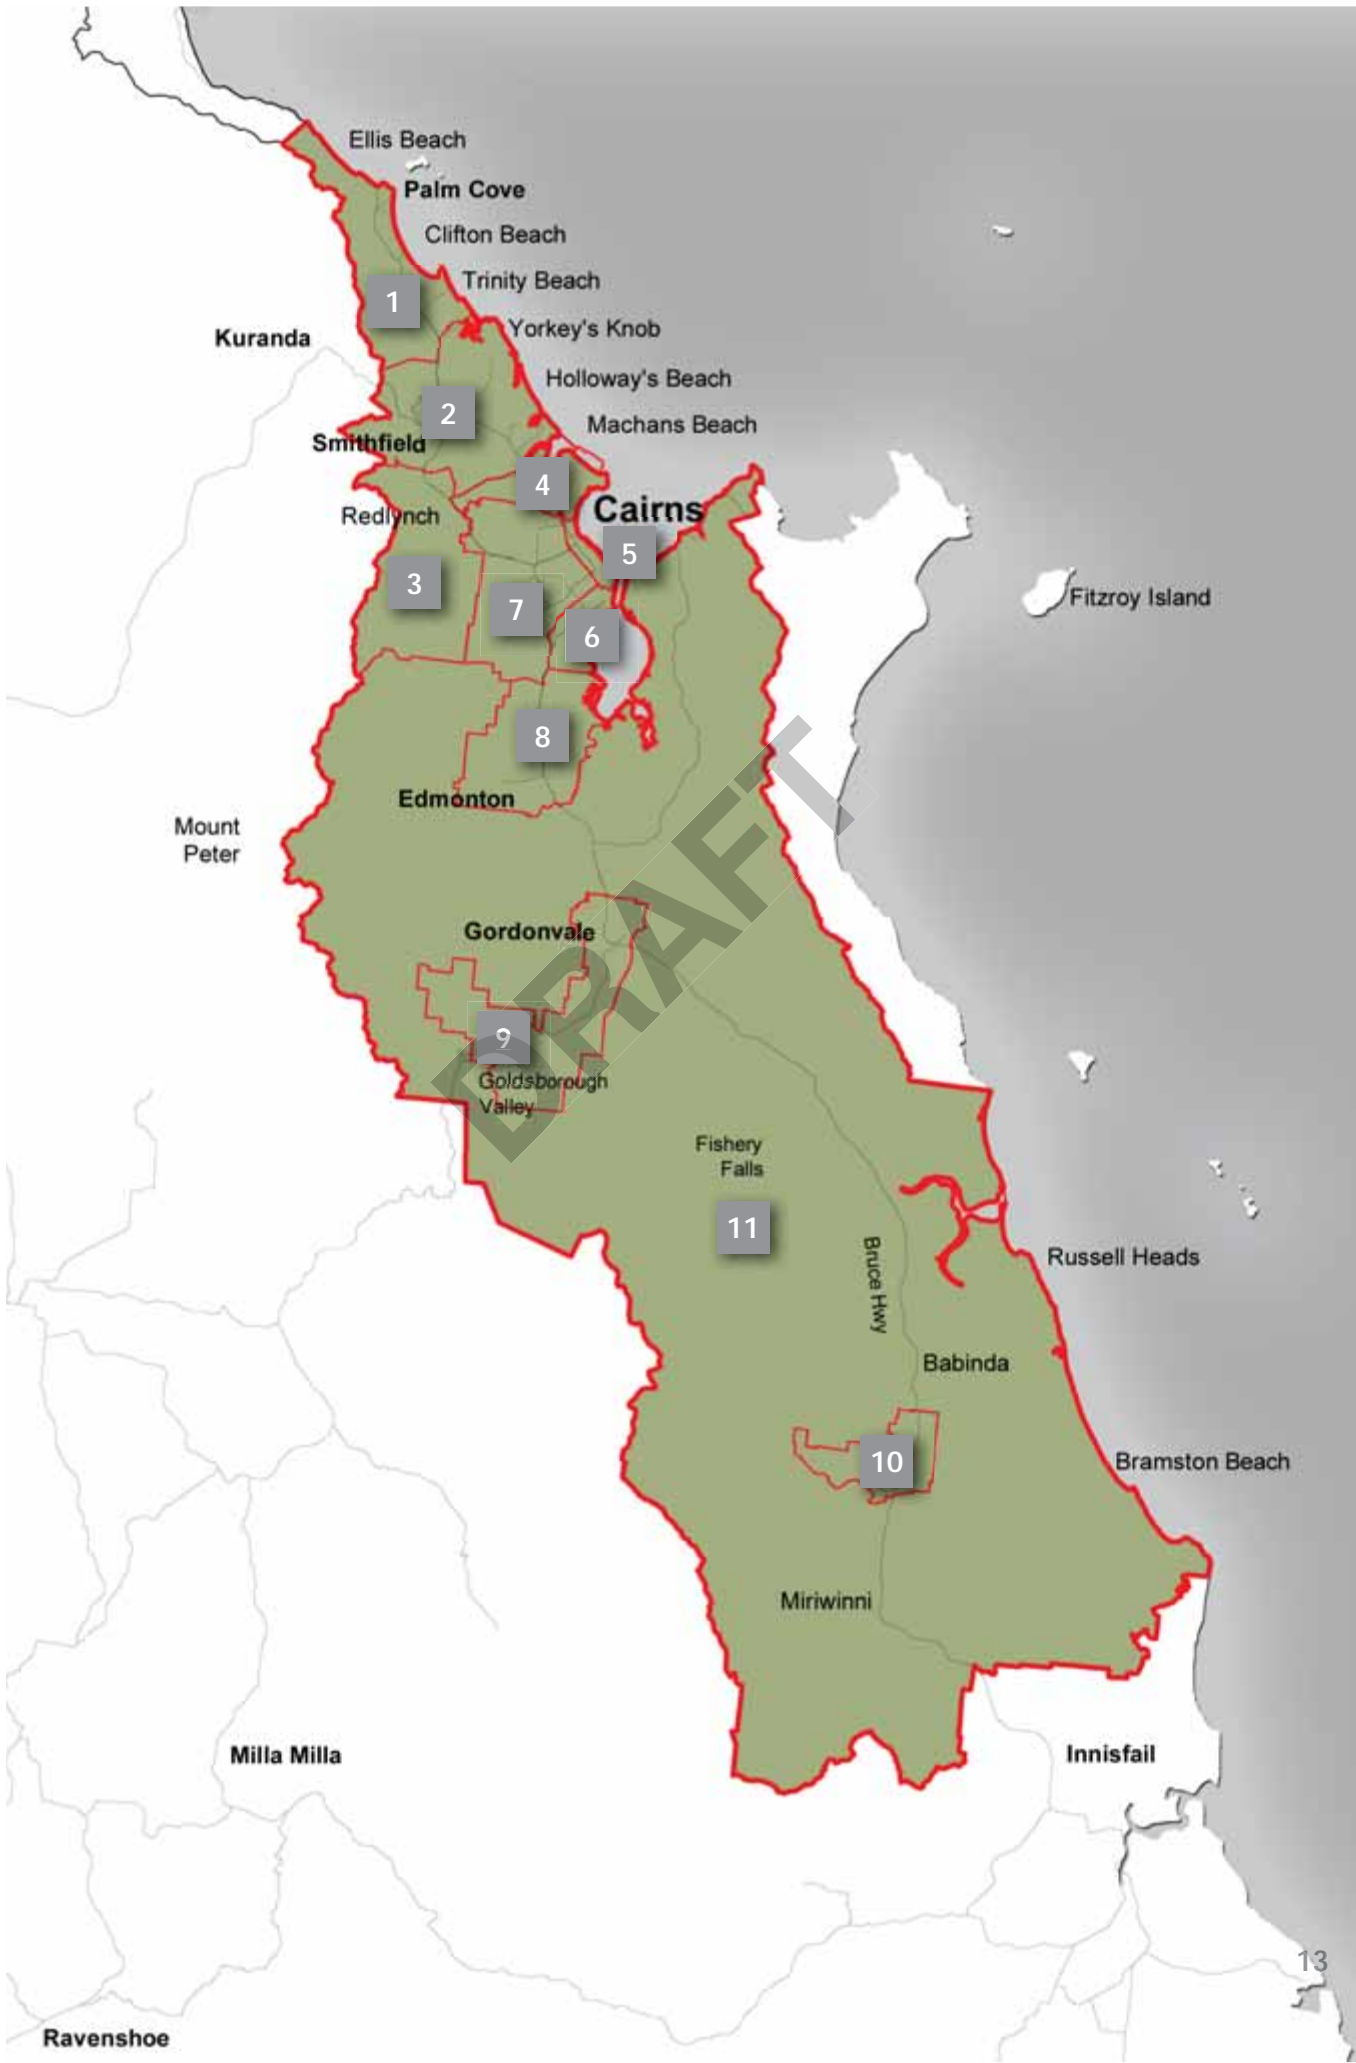 Ellis Beach
Palm Cove
Clifton Beach
Trinity Beach
1
Yorkey's Knob
Kuranda
Holloway's Beach
2
Machans Beach
Smithfield
4
Cairns
Redlynch
5
3
Fitzroy Island
7
6
8
Edmonton
Mount
Peter
DRAFT
Gordonvale
9
Goldsborough
Valley
Fishery
Falls
11
Bruce Hwy
Russell Heads
Babinda
10
Bramston Beach
Miriwinni
Milla Milla
Innisfail
13
Ravenshoe